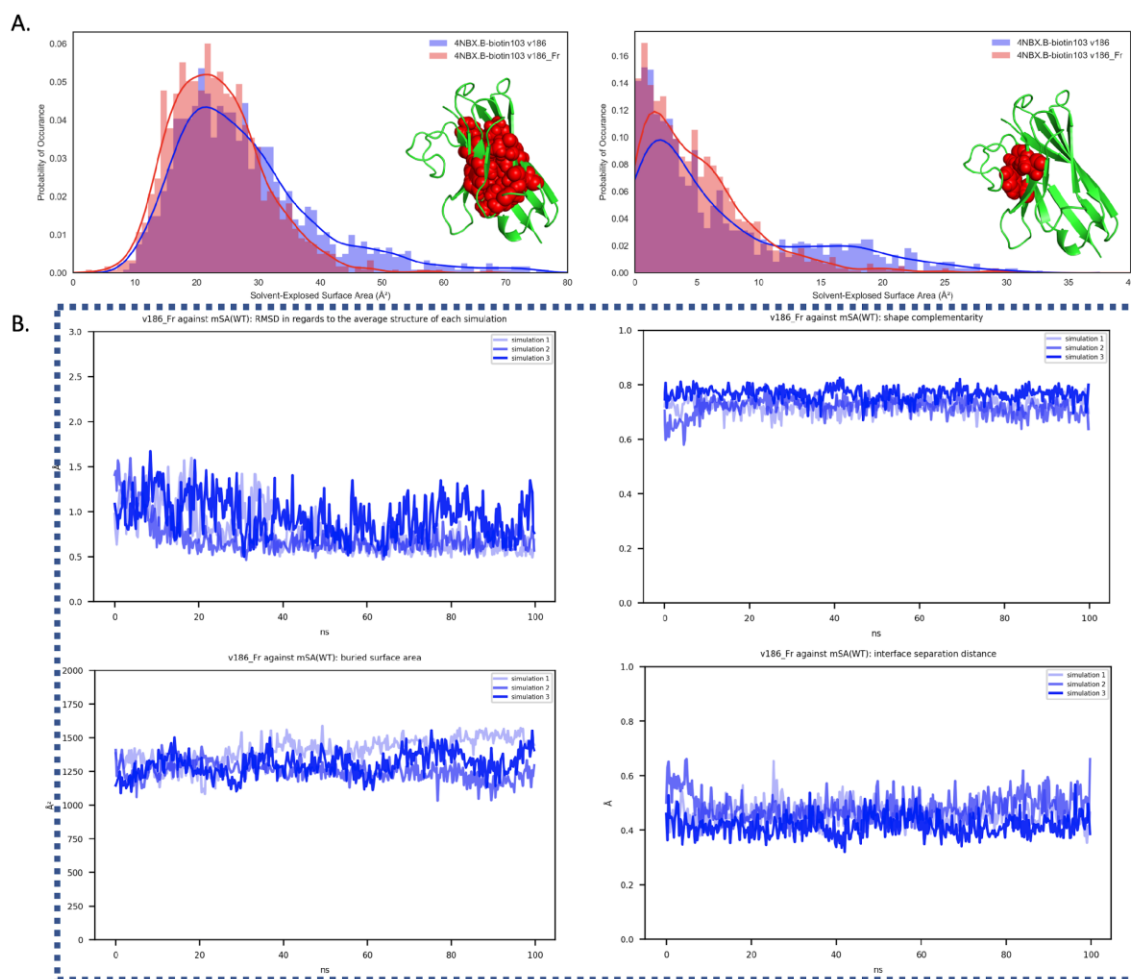 A.
0.06
0.05
0.04
0.03
0.02
0.01
0.00
Probability of Occurance
4NBX.B-biotin103 v186
4NBX.B-biotin103 v186_Fr
0 10 20 30 40 50 60 70 80
Solvent-Exposed Surface Area (Å²)
0.16
0.14
0.12
0.10
0.08
0.06
0.04
0.02
0.00
Probability of Occurance
4NBX.B-biotin103 v186
4NBX.B-biotin103 v186_Fr
0 5 10 15 20 25 30 35 40
Solvent-Exposed Surface Area (Å²)
B.
v186_Fr against mSA(WT): RMSD in regards to the average structure of each simulation
3.0
2.5
2.0
1.5
1.0
0.5
0.0
simulation 1
simulation 2
simulation 3
0 20 40 60 80 100
ns
v186_Fr against mSA(WT): shape complementarity
1.0
0.8
0.6
0.4
0.2
0.0
simulation 1
simulation 2
simulation 3
0 20 40 60 80 100
ns
v186_Fr against mSA(WT): buried surface area
2000
1750
1500
1250
1000
750
500
250
0
Å²
simulation 1
simulation 2
simulation 3
0 20 40 60 80 100
ns
v186_Fr against mSA(WT): interface separation distance
1.0
0.8
0.6
0.4
0.2
0.0
Å
simulation 1
simulation 2
simulation 3
0 20 40 60 80 100
ns